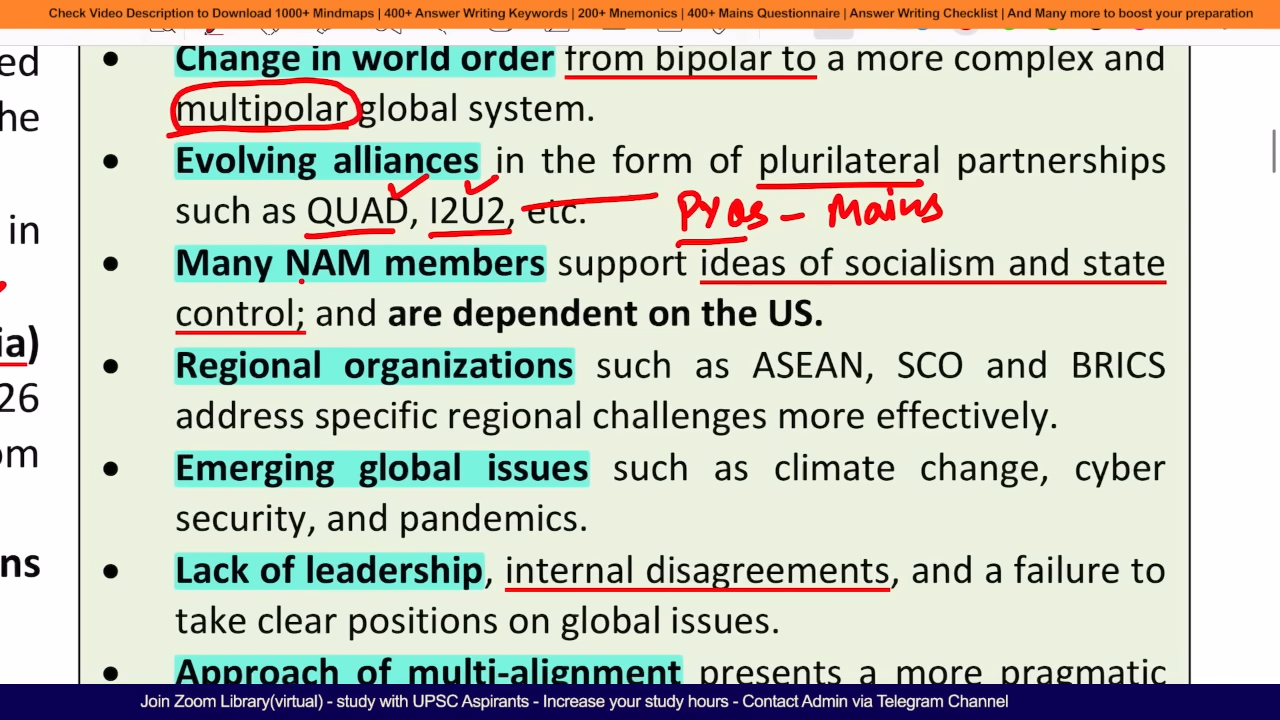 Check Video Description to Download 1000+ Mindmaps | 400+ Answer Writing Keywords | 200+ Mnemonics | 400+ Mains Questionnaire | Answer Writing Checklist | And Many more to boost your preparation
ed
he
in
ia)
26
om
ns
• Change in world order from bipolar to a more complex and
multipolar global system.
• Evolving alliances in the form of plurilateral partnerships
such as QUAD, I2U2, etc. PYQs - Mains
• Many NAM members support ideas of socialism and state
control; and are dependent on the US.
• Regional organizations such as ASEAN, SCO and BRICS
address specific regional challenges more effectively.
• Emerging global issues such as climate change, cyber
security, and pandemics.
• Lack of leadership, internal disagreements, and a failure to
take clear positions on global issues.
• Approach of multi-alignment presents a more pragmatic
Join Zoom Library(virtual) - study with UPSC Aspirants - Increase your study hours - Contact Admin via Telegram Channel